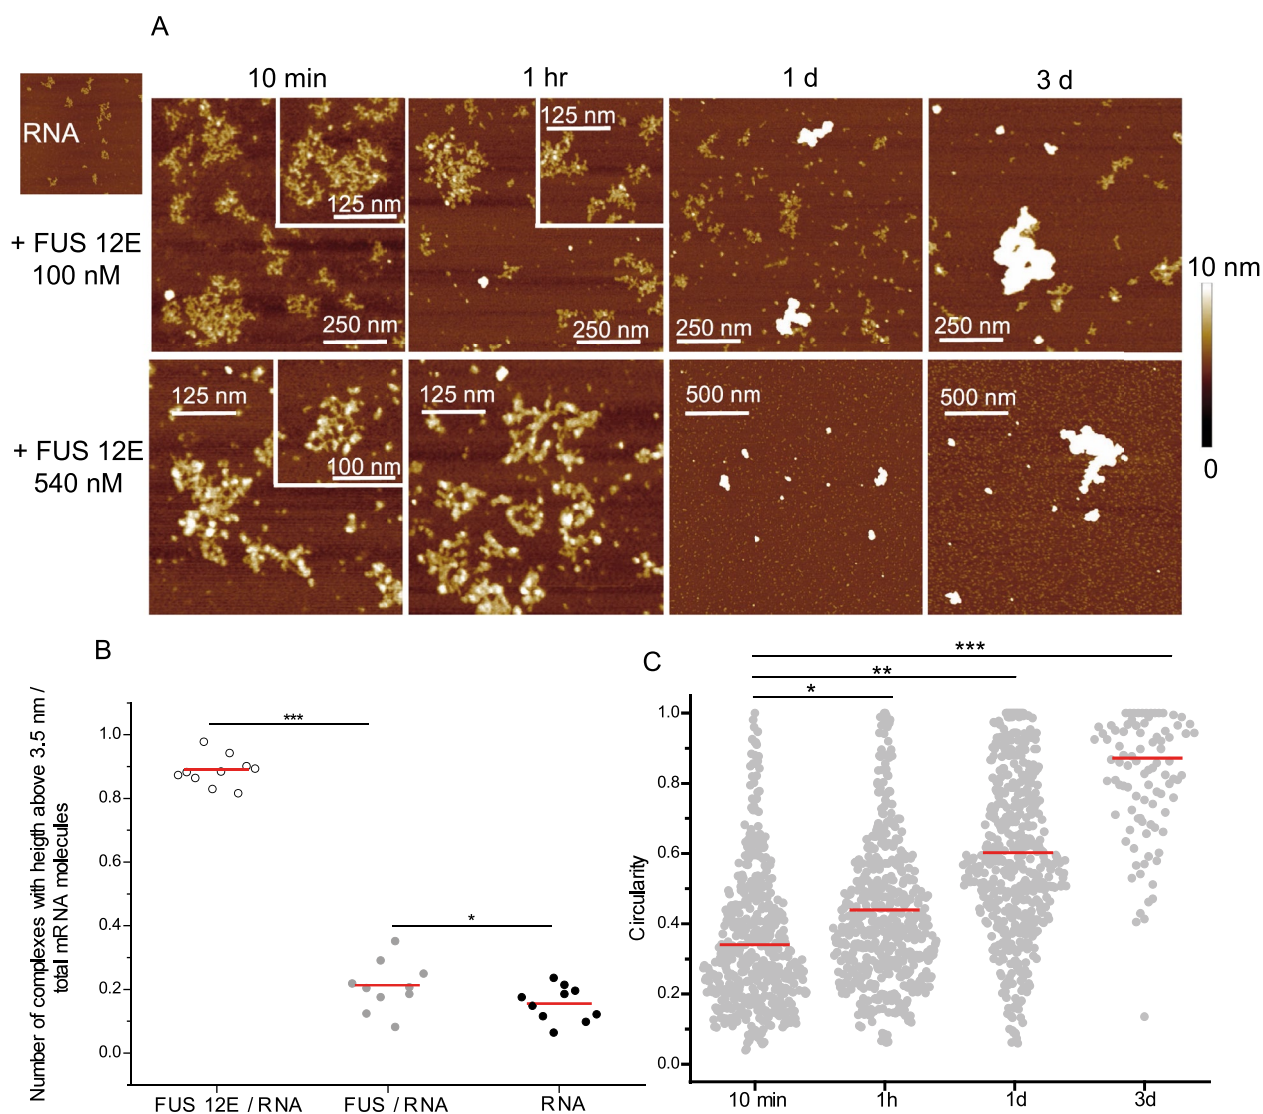 A
10 min
1 hr
1 d
3 d
RNA
125 nm
250 nm
125 nm
250 nm
250 nm
250 nm
+ FUS 12E
100 nM
10 nm
0
125 nm
100 nm
125 nm
500 nm
500 nm
+ FUS 12E
540 nM
B
Number of complexes with heigth above 3.5 nm /
total mRNA molecules
1.0
0.8
0.6
0.4
0.2
0.0
***
*
FUS 12E / RNA
FUS / RNA
RNA
C
***
**
*
Circularity
1.0
0.8
0.6
0.4
0.2
0.0
10 min
1h
1d
3d